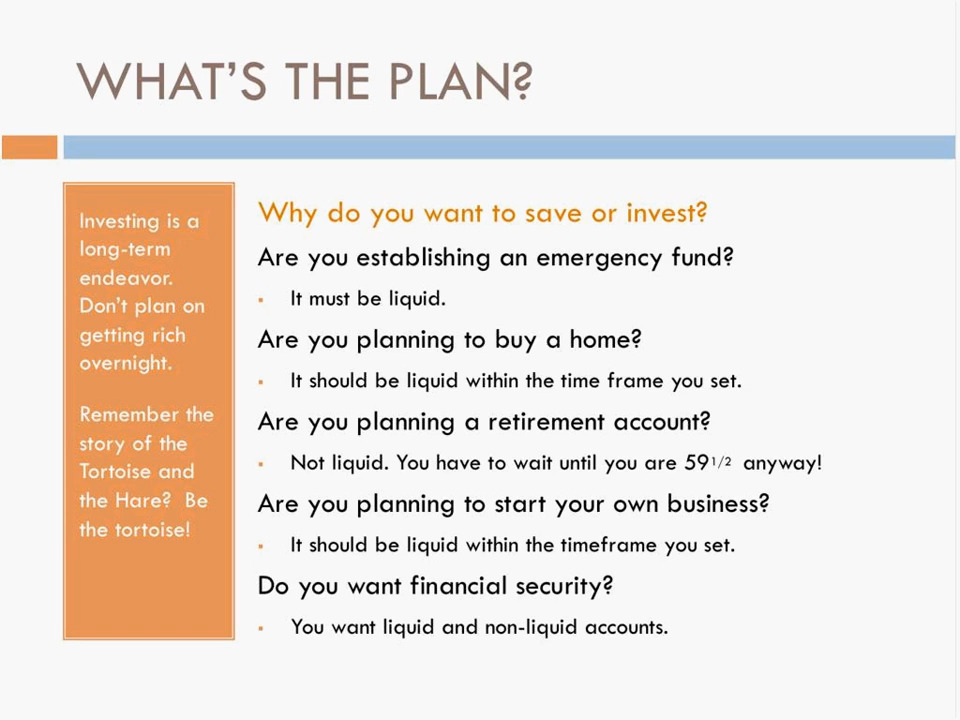 WHAT'S THE PLAN?
Investing is a
long-term
endeavor.
Don't plan on
getting rich
overnight.
Remember the
story of the
Tortoise and
the Hare?  Be
the tortoise!
Why do you want to save or invest?
Are you establishing an emergency fund?
▪ It must be liquid.
Are you planning to buy a home?
▪ It should be liquid within the time frame you set.
Are you planning a retirement account?
▪ Not liquid. You have to wait until you are 59 1/2 anyway!
Are you planning to start your own business?
▪ It should be liquid within the timeframe you set.
Do you want financial security?
▪ You want liquid and non-liquid accounts.